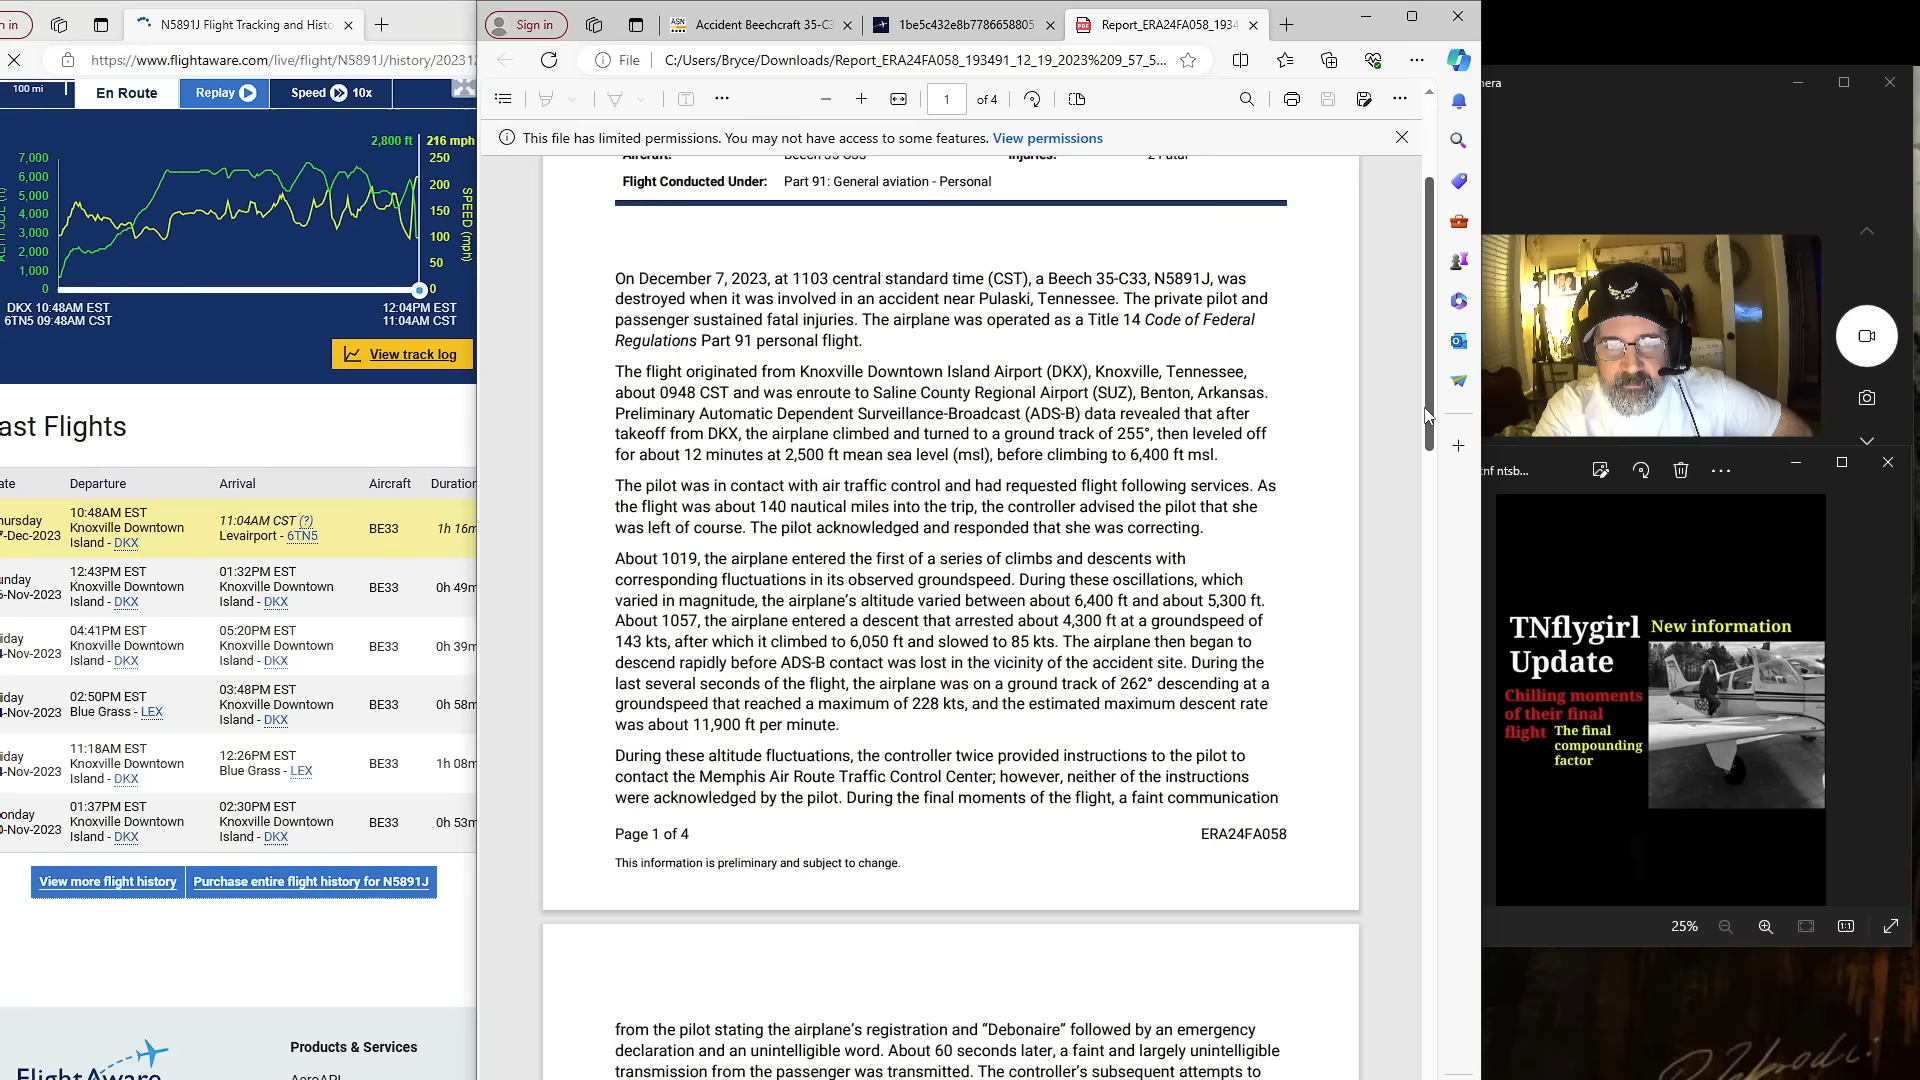 n in
N5891J Flight Tracking and Histo
https://www.flightaware.com/live/flight/N5891J/history/20231
100 mi
En Route
Replay
Speed
10x
2,800 ft
216 mph
7,000
6,000
5,000
4,000
3,000
2,000
1,000
0
250
200
150
100
50
0
SPEED (mph)
DKX 10:48AM EST
6TN5 09:48AM CST
12:04PM EST
11:04AM CST
View track log
ast Flights
ate
Departure
Arrival
Aircraft
Duration
hursday
7-Dec-2023
10:48AM EST
Knoxville Downtown
Island - DKX
11:04AM CST (?)
Levairport - 6TN5
BE33
1h 16m
unday
6-Nov-2023
12:43PM EST
Knoxville Downtown
Island - DKX
01:32PM EST
Knoxville Downtown
Island - DKX
BE33
0h 49m
iday
4-Nov-2023
04:41PM EST
Knoxville Downtown
Island - DKX
05:20PM EST
Knoxville Downtown
Island - DKX
BE33
0h 39m
iday
4-Nov-2023
02:50PM EST
Blue Grass - LEX
03:48PM EST
Knoxville Downtown
Island - DKX
BE33
0h 58m
iday
4-Nov-2023
11:18AM EST
Knoxville Downtown
Island - DKX
12:26PM EST
Blue Grass - LEX
BE33
1h 08m
onday
0-Nov-2023
01:37PM EST
Knoxville Downtown
Island - DKX
02:30PM EST
Knoxville Downtown
Island - DKX
BE33
0h 53m
View more flight history
Purchase entire flight history for N5891J
FlightAware
Products & Services
AeroAPI
Sign in
ASN
Accident Beechcraft 35-C3
1be5c432e8b7786658805
Report_ERA24FA058_1934
File
C:/Users/Bryce/Downloads/Report_ERA24FA058_193491_12_19_2023%209_57_5...
1
of 4
This file has limited permissions. You may not have access to some features. View permissions
Aircraft:
Beech 35 C33
Injuries:
2 Fatal
Flight Conducted Under:
Part 91: General aviation - Personal
On December 7, 2023, at 1103 central standard time (CST), a Beech 35-C33, N5891J, was
destroyed when it was involved in an accident near Pulaski, Tennessee. The private pilot and
passenger sustained fatal injuries. The airplane was operated as a Title 14 Code of Federal
Regulations Part 91 personal flight.
The flight originated from Knoxville Downtown Island Airport (DKX), Knoxville, Tennessee,
about 0948 CST and was enroute to Saline County Regional Airport (SUZ), Benton, Arkansas.
Preliminary Automatic Dependent Surveillance-Broadcast (ADS-B) data revealed that after
takeoff from DKX, the airplane climbed and turned to a ground track of 255°, then leveled off
for about 12 minutes at 2,500 ft mean sea level (msl), before climbing to 6,400 ft msl.
The pilot was in contact with air traffic control and had requested flight following services. As
the flight was about 140 nautical miles into the trip, the controller advised the pilot that she
was left of course. The pilot acknowledged and responded that she was correcting.
About 1019, the airplane entered the first of a series of climbs and descents with
corresponding fluctuations in its observed groundspeed. During these oscillations, which
varied in magnitude, the airplane's altitude varied between about 6,400 ft and about 5,300 ft.
About 1057, the airplane entered a descent that arrested about 4,300 ft at a groundspeed of
143 kts, after which it climbed to 6,050 ft and slowed to 85 kts. The airplane then began to
descend rapidly before ADS-B contact was lost in the vicinity of the accident site. During the
last several seconds of the flight, the airplane was on a ground track of 262° descending at a
groundspeed that reached a maximum of 228 kts, and the estimated maximum descent rate
was about 11,900 ft per minute.
During these altitude fluctuations, the controller twice provided instructions to the pilot to
contact the Memphis Air Route Traffic Control Center; however, neither of the instructions
were acknowledged by the pilot. During the final moments of the flight, a faint communication
Page 1 of 4
ERA24FA058
This information is preliminary and subject to change.
from the pilot stating the airplane's registration and “Debonaire” followed by an emergency
declaration and an unintelligible word. About 60 seconds later, a faint and largely unintelligible
transmission from the passenger was transmitted. The controller's subsequent attempts to
nera
nf ntsb...
TNflygirl
Update
New information
Chilling moments
of their final
flight
The final
compounding
factor
25%
1:1